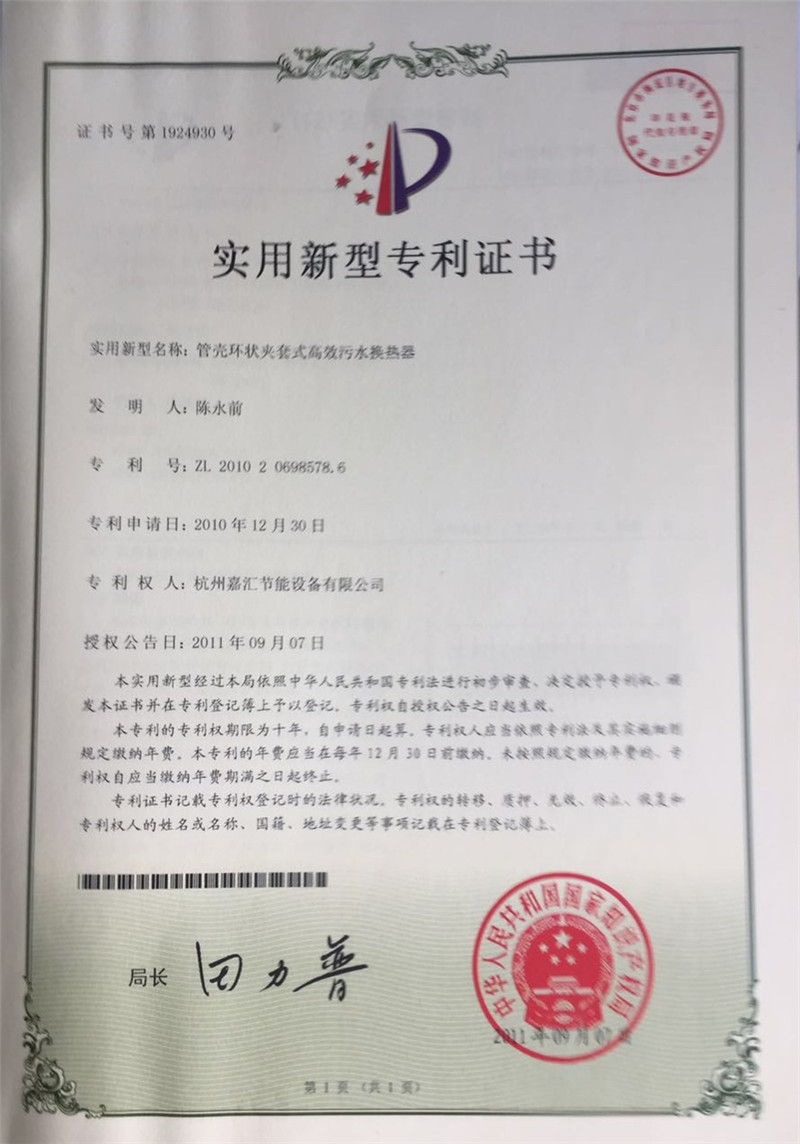 证书号第1924930号
实用新型专利证书
实用新型名称：管壳环状夹套式高效污水换热器
发明人：陈永前
专利号：ZL 2010 2 0698578.6
专利申请日：2010年12月30日
专利权人：杭州嘉汇节能设备有限公司
授权公告日：2011年09月07日
本实用新型经过本局依照中华人民共和国专利法进行初步审查，决定授予专利权，颁
发本证书并在专利登记簿上予以登记。专利权自授权公告之日起生效。
本专利的专利权期限为十年，自申请日起算。专利权人应当依照专利法及其实施细则
规定缴纳年费。本专利的年费应当在每年12月30日前缴纳。未按照规定缴纳年费的，专
利权自应当缴纳年费期满之日起终止。
专利证书记载专利权登记时的法律状况。专利权的转移、质押、无效、终止、恢复和
专利权人的姓名或名称、国籍、地址变更等事项记载在专利登记簿上。
局长
田力普
中华人民共和国国家知识产权局
2011年09月07日
第1页（共1页）